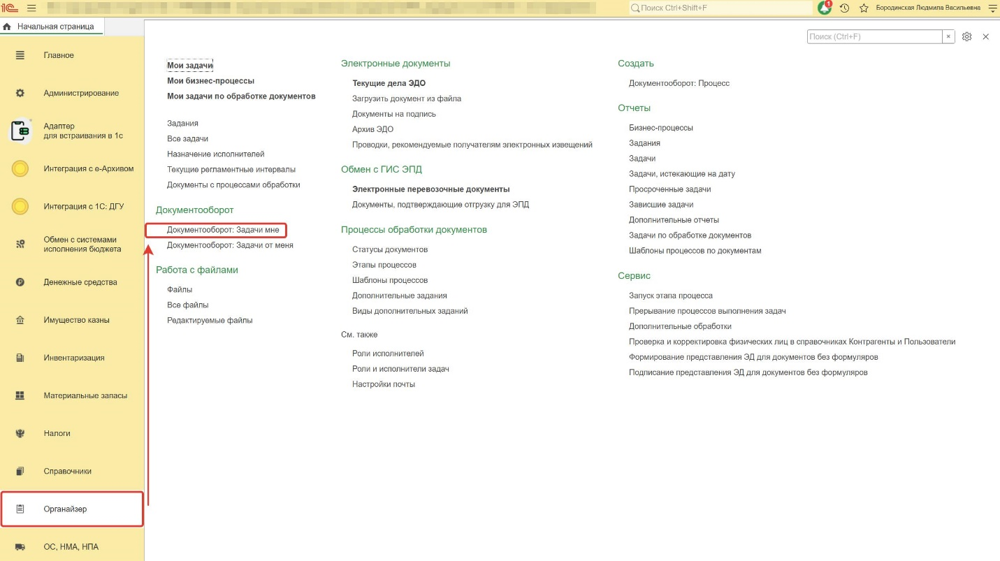 1С
Поиск Ctrl+Shift+F
1
Бородинская Людмила Васильевна
Начальная страница
Поиск (Ctrl+F)
×
Главное
Администрирование
Адаптер
для встраивания в 1с
Интеграция с е-Архивом
Интеграция с 1С: ДГУ
Обмен с системами
исполнения бюджета
Денежные средства
Имущество казны
Инвентаризация
Материальные запасы
Налоги
Справочники
Органайзер
ОС, НМА, НПА
Мои задачи
Мои бизнес-процессы
Мои задачи по обработке документов
Задания
Все задачи
Назначение исполнителей
Текущие регламентные интервалы
Документы с процессами обработки
Документооборот
Документооборот: Задачи мне
Документооборот: Задачи от меня
Работа с файлами
Файлы
Все файлы
Редактируемые файлы
Электронные документы
Текущие дела ЭДО
Загрузить документ из файла
Документы на подпись
Архив ЭДО
Проводки, рекомендуемые получателям электронных извещений
Обмен с ГИС ЭПД
Электронные перевозочные документы
Документы, подтверждающие отгрузку для ЭПД
Процессы обработки документов
Статусы документов
Этапы процессов
Шаблоны процессов
Дополнительные задания
Виды дополнительных заданий
См. также
Роли исполнителей
Роли и исполнители задач
Настройки почты
Создать
Документооборот: Процесс
Отчеты
Бизнес-процессы
Задания
Задачи
Задачи, истекающие на дату
Просроченные задачи
Зависшие задачи
Дополнительные отчеты
Задачи по обработке документов
Шаблоны процессов по документам
Сервис
Запуск этапа процесса
Прерывание процессов выполнения задач
Дополнительные обработки
Проверка и корректировка физических лиц в справочниках Контрагенты и Пользователи
Формирование представления ЭД для документов без формуляров
Подписание представления ЭД для документов без формуляров